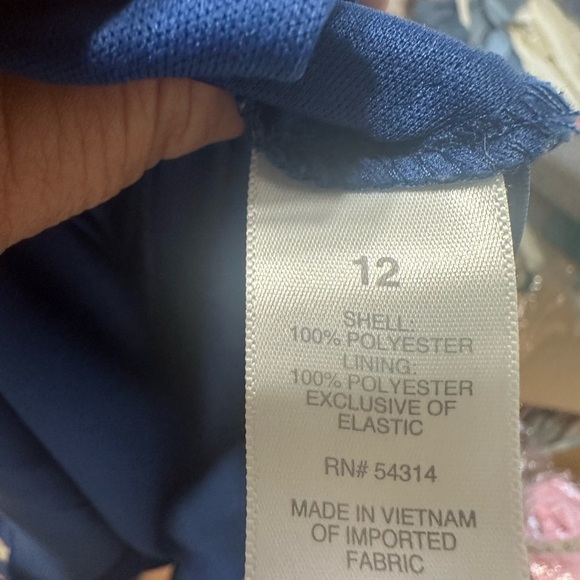 12
SHELL:
100% POLYESTER
LINING:
100% POLYESTER
EXCLUSIVE OF
ELASTIC
RN# 54314
MADE IN VIETNAM
OF IMPORTED
FABRIC